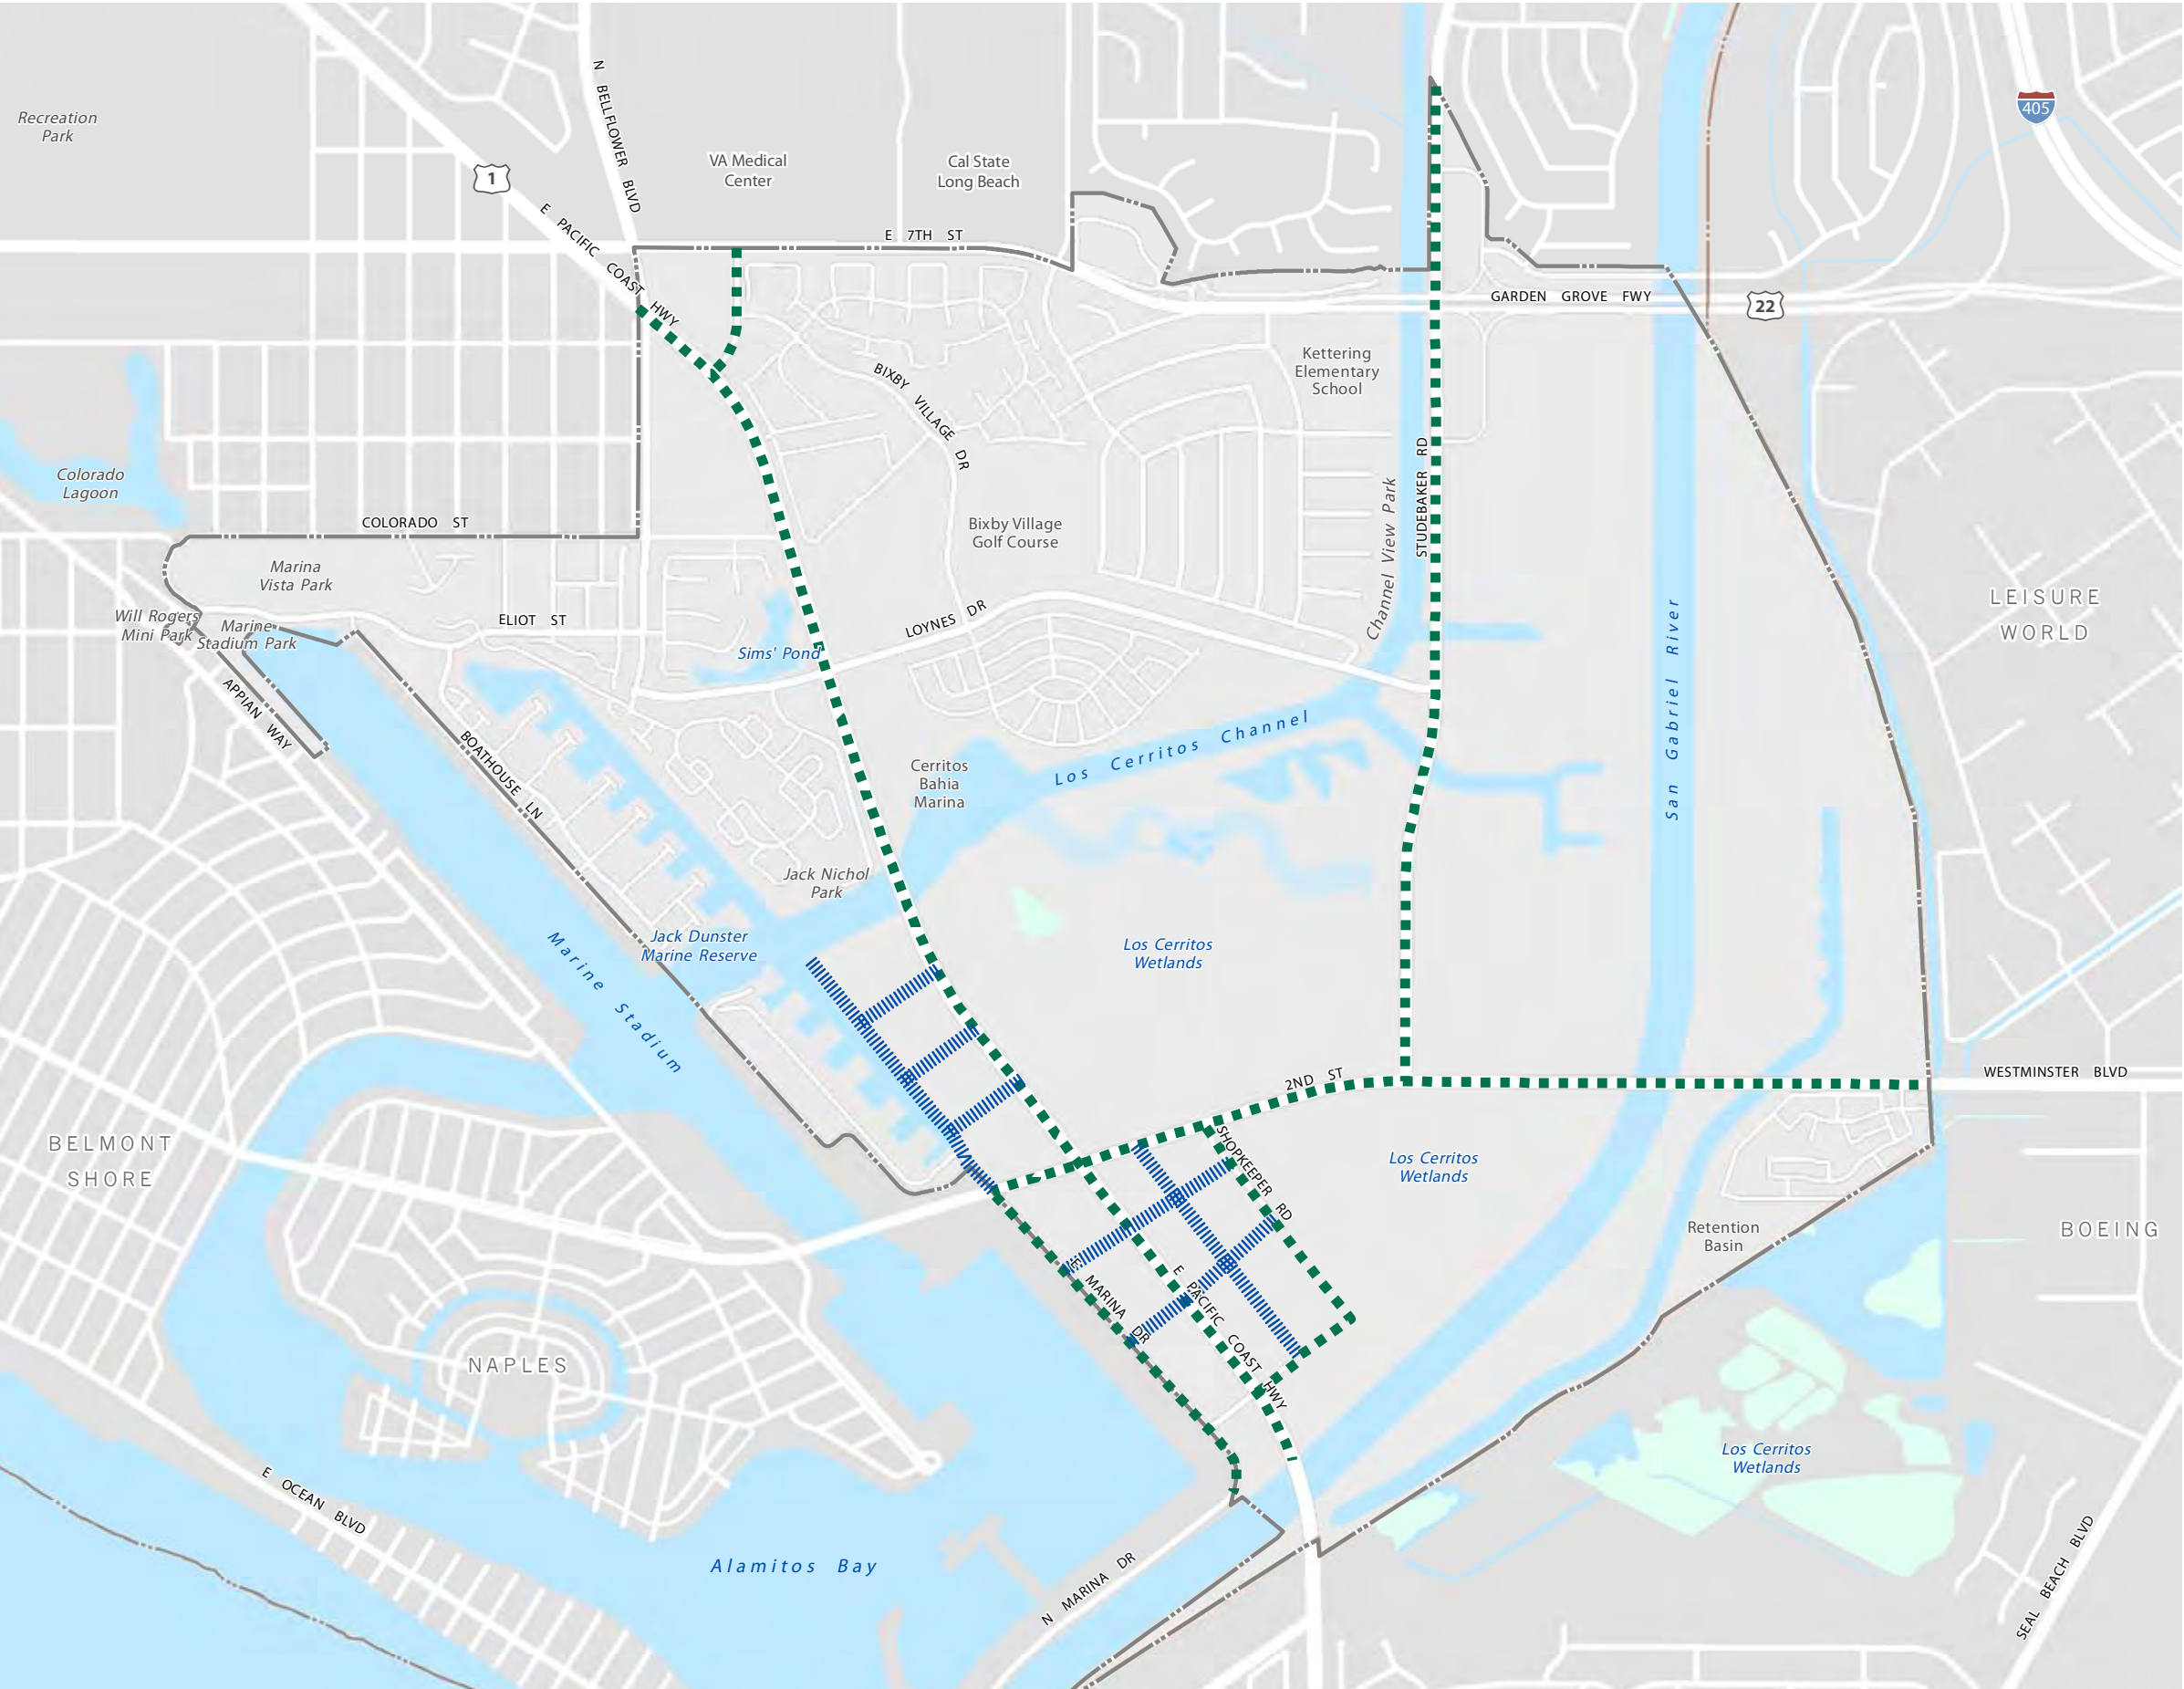 Recreation
Park
N BELLFLOWER BLVD
VA Medical
Center
Cal State
Long Beach
405
1
E PACIFIC COAST HWY
E 7TH ST
GARDEN GROVE FWY
22
Kettering
Elementary
School
BIXBY VILLAGE DR
Colorado
Lagoon
COLORADO ST
Marina
Vista Park
Bixby Village
Golf Course
Channel View Park
STUDEBAKER RD
LEISURE
WORLD
Will Rogers
Mini Park
Marine
Stadium Park
ELIOT ST
LOYNES DR
Sims' Pond
San Gabriel River
APPIAN WAY
BOATHOUSE LN
Los Cerritos Channel
Cerritos
Bahia
Marina
Jack Nichol
Park
Jack Dunster
Marine Reserve
Marine Stadium
Los Cerritos
Wetlands
2ND ST
WESTMINSTER BLVD
BELMONT
SHORE
SHOPKEEPER RD
Los Cerritos
Wetlands
Retention
Basin
BOEING
E MARINA DR
E PACIFIC COAST HWY
NAPLES
Los Cerritos
Wetlands
E OCEAN BLVD
Alamitos Bay
N MARINA DR
SEAL BEACH BLVD